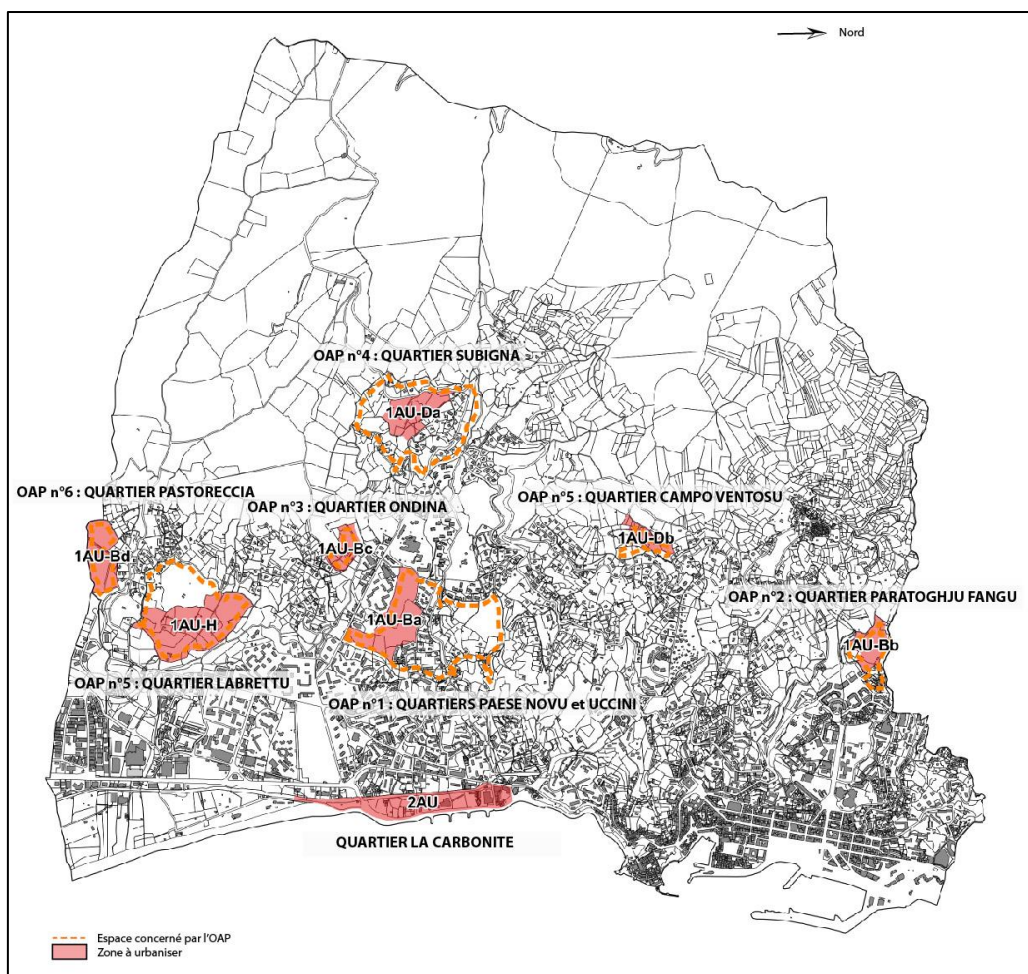 Nord
OAP n°4 : QUARTIER SUBIGNA
1AU-Da
OAP n°6 : QUARTIER PASTORECCIA
OAP n°3 : QUARTIER ONDINA
OAP n°5 : QUARTIER CAMPO VENTOSU
1AU-Bd
1AU-Bc
1AU-Db
OAP n°2 : QUARTIER PARATOGHJU FANGU
1AU-H
1AU-Ba
1AU-Bb
OAP n°5 : QUARTIER LABRETTU
OAP n°1 : QUARTIERS PAESE NOVU et UCCINI
2AU
QUARTIER LA CARBONITE
Espace concerné par l'OAP
Zone à urbaniser